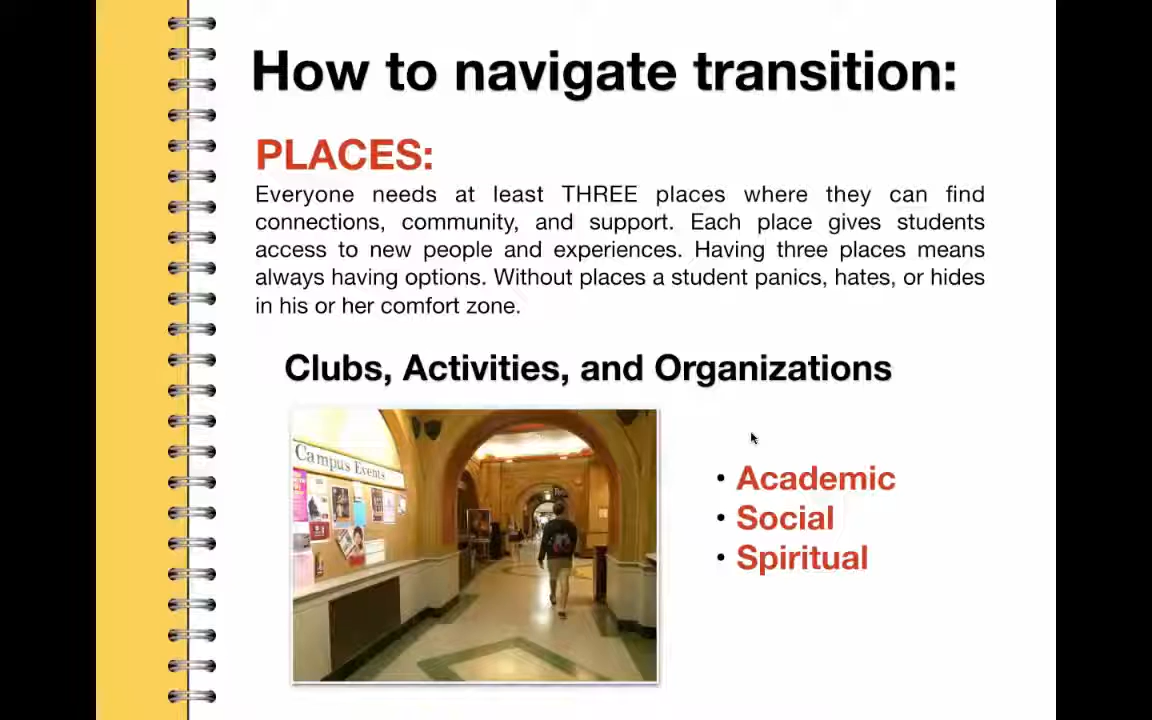 How to navigate transition:
PLACES:
Everyone needs at least THREE places where they can find
connections, community, and support. Each place gives students
access to new people and experiences. Having three places means
always having options. Without places a student panics, hates, or hides
in his or her comfort zone.
Clubs, Activities, and Organizations
Campus Events
• Academic
• Social
• Spiritual